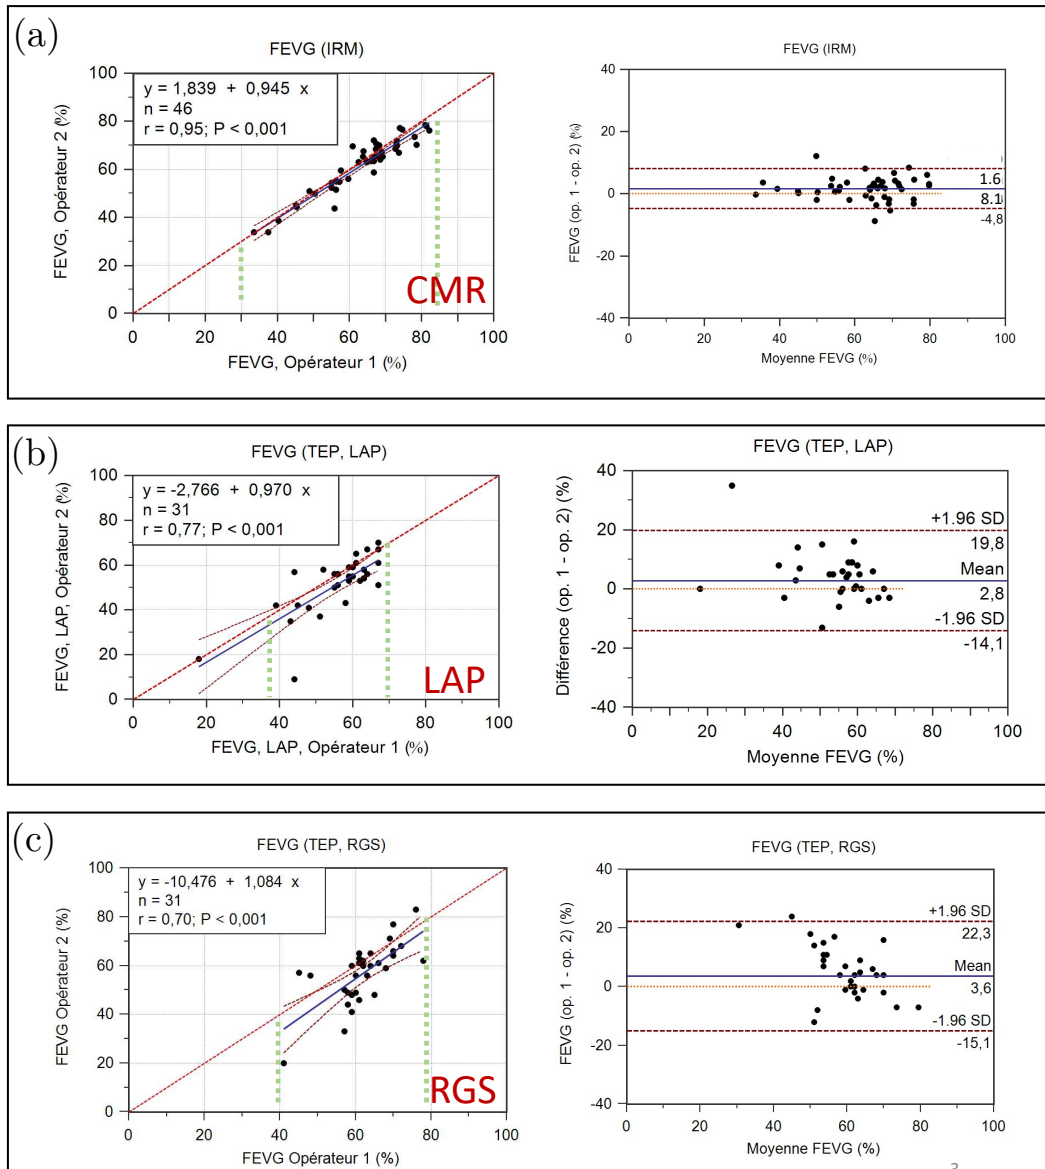 (a)
FEVG (IRM)
y = 1,839 + 0,945 x
n = 46
r = 0,95; P < 0,001
FEVG, Opérateur 2 (%)
100
80
60
40
20
0
0 20 40 60 80 100
FEVG, Opérateur 1 (%)
CMR
FEVG (IRM)
FEVG (op. 1 - op. 2) (%)
40
20
0
-20
-40
1.6
8.1
-4,8
0 20 40 60 80 100
Moyenne FEVG (%)
(b)
FEVG (TEP, LAP)
y = -2,766 + 0,970 x
n = 31
r = 0,77; P < 0,001
FEVG, LAP, Opérateur 2 (%)
100
80
60
40
20
0
0 20 40 60 80 100
FEVG, LAP, Opérateur 1 (%)
LAP
FEVG (TEP, LAP)
Différence (op. 1 - op. 2) (%)
40
20
0
-20
-40
+1.96 SD
19,8
Mean
2,8
-1.96 SD
-14,1
0 20 40 60 80 100
Moyenne FEVG (%)
(c)
FEVG (TEP, RGS)
y = -10,476 + 1,084 x
n = 31
r = 0,70; P < 0,001
FEVG Opérateur 2 (%)
100
80
60
40
20
0
0 20 40 60 80 100
FEVG Opérateur 1 (%)
RGS
FEVG (TEP, RGS)
FEVG (op. 1 - op. 2) (%)
40
20
0
-20
-40
+1.96 SD
22,3
Mean
3,6
-1.96 SD
-15,1
0 20 40 60 80 100
Moyenne FEVG (%)